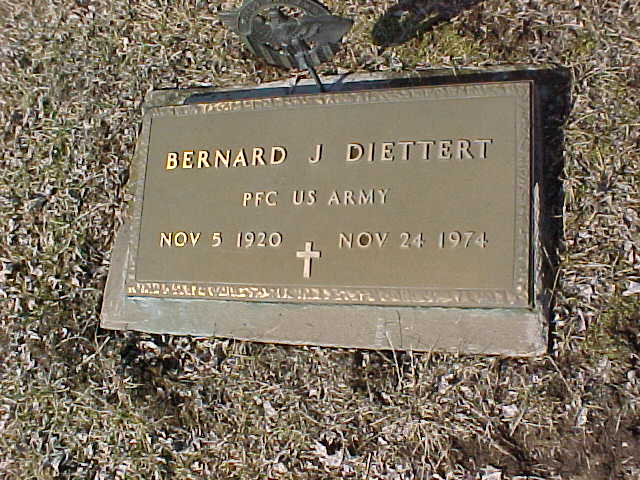 BERNARD J DIETTERT
PFC US ARMY
NOV 5 1920 NOV 24 1974